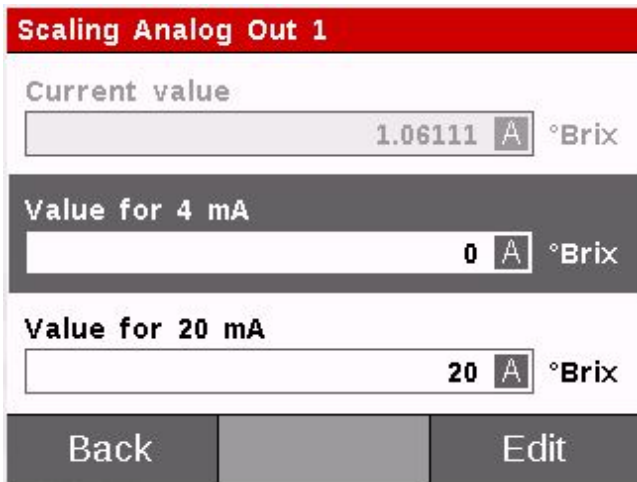 Scaling Analog Out 1
Current value
1.06111 A °Brix
Value for 4 mA
0 A °Brix
Value for 20 mA
20 A °Brix
Back Edit